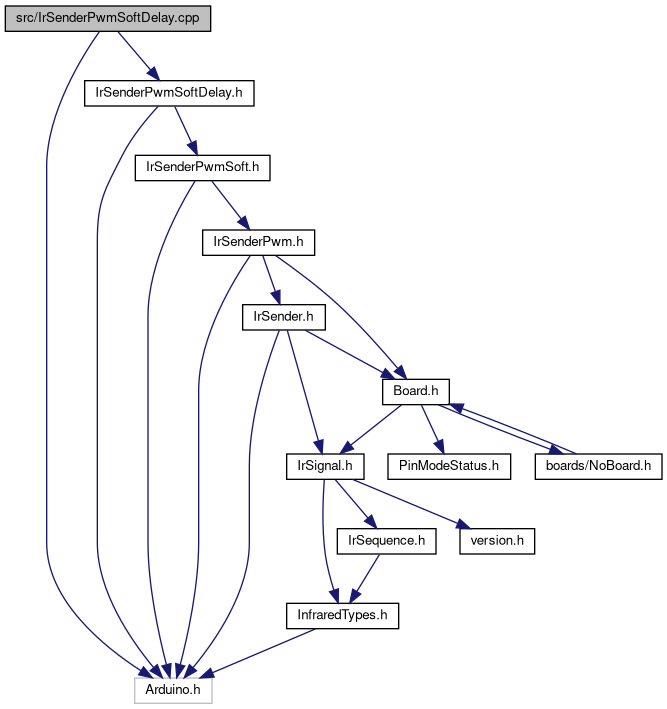 src/IrSenderPwmSoftDelay.cpp
IrSenderPwmSoftDelay.h
IrSenderPwmSoft.h
IrSenderPwm.h
IrSender.h
Board.h
IrSignal.h
PinModeStatus.h
boards/NoBoard.h
IrSequence.h
version.h
InfraredTypes.h
Arduino.h